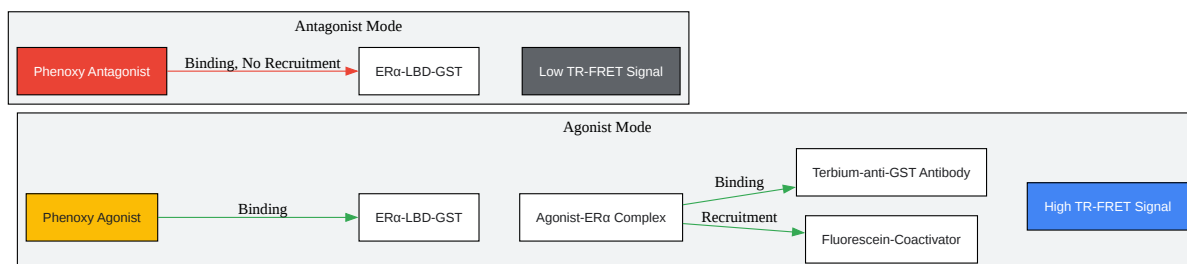 Antagonist Mode
Phenoxy Antagonist
Binding, No Recruitment
ERα-LBD-GST
Low TR-FRET Signal
Agonist Mode
Phenoxy Agonist
Binding
ERα-LBD-GST
Agonist-ERα Complex
Binding
Recruitment
Terbium-anti-GST Antibody
Fluorescein-Coactivator
High TR-FRET Signal